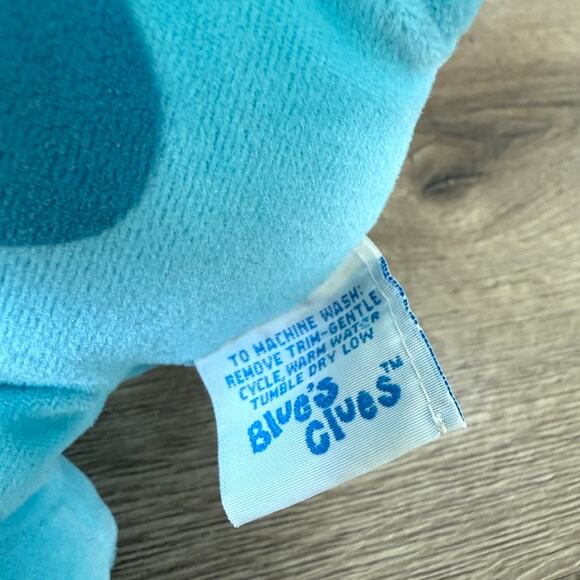 TO MACHINE WASH:
REMOVE TRIM-GENTLE
CYCLE, WARM WATER
TUMBLE DRY LOW
BLUE'S
CLUES™